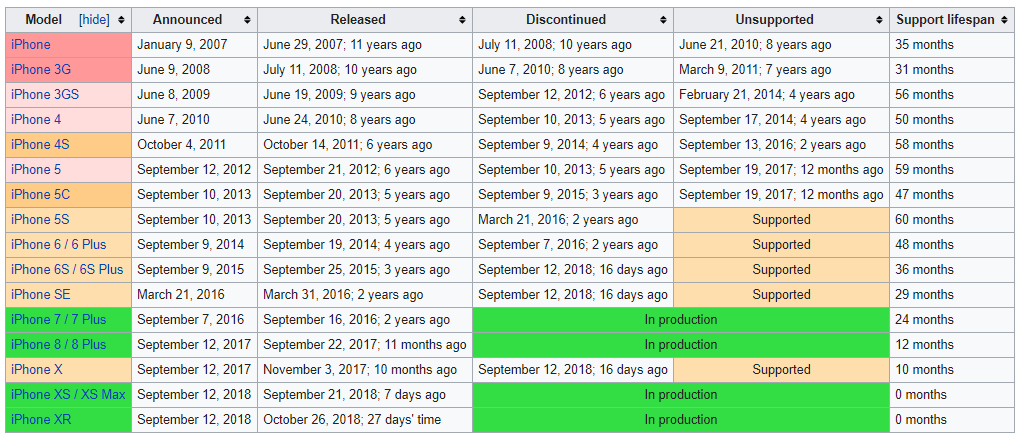 Model [hide] Announced Released Discontinued Unsupported Support lifespan
iPhone January 9, 2007 June 29, 2007; 11 years ago July 11, 2008; 10 years ago June 21, 2010; 8 years ago 35 months
iPhone 3G June 9, 2008 July 11, 2008; 10 years ago June 7, 2010; 8 years ago March 9, 2011; 7 years ago 31 months
iPhone 3GS June 8, 2009 June 19, 2009; 9 years ago September 12, 2012; 6 years ago February 21, 2014; 4 years ago 56 months
iPhone 4 June 7, 2010 June 24, 2010; 8 years ago September 10, 2013; 5 years ago September 17, 2014; 4 years ago 50 months
iPhone 4S October 4, 2011 October 14, 2011; 6 years ago September 9, 2014; 4 years ago September 13, 2016; 2 years ago 58 months
iPhone 5 September 12, 2012 September 21, 2012; 6 years ago September 10, 2013; 5 years ago September 19, 2017; 12 months ago 59 months
iPhone 5C September 10, 2013 September 20, 2013; 5 years ago September 9, 2015; 3 years ago September 19, 2017; 12 months ago 47 months
iPhone 5S September 10, 2013 September 20, 2013; 5 years ago March 21, 2016; 2 years ago Supported 60 months
iPhone 6 / 6 Plus September 9, 2014 September 19, 2014; 4 years ago September 7, 2016; 2 years ago Supported 48 months
iPhone 6S / 6S Plus September 9, 2015 September 25, 2015; 3 years ago September 12, 2018; 16 days ago Supported 36 months
iPhone SE March 21, 2016 March 31, 2016; 2 years ago September 12, 2018; 16 days ago Supported 29 months
iPhone 7 / 7 Plus September 7, 2016 September 16, 2016; 2 years ago In production 24 months
iPhone 8 / 8 Plus September 12, 2017 September 22, 2017; 11 months ago In production 12 months
iPhone X September 12, 2017 November 3, 2017; 10 months ago September 12, 2018; 16 days ago Supported 10 months
iPhone XS / XS Max September 12, 2018 September 21, 2018; 7 days ago In production 0 months
iPhone XR September 12, 2018 October 26, 2018; 27 days' time In production 0 months